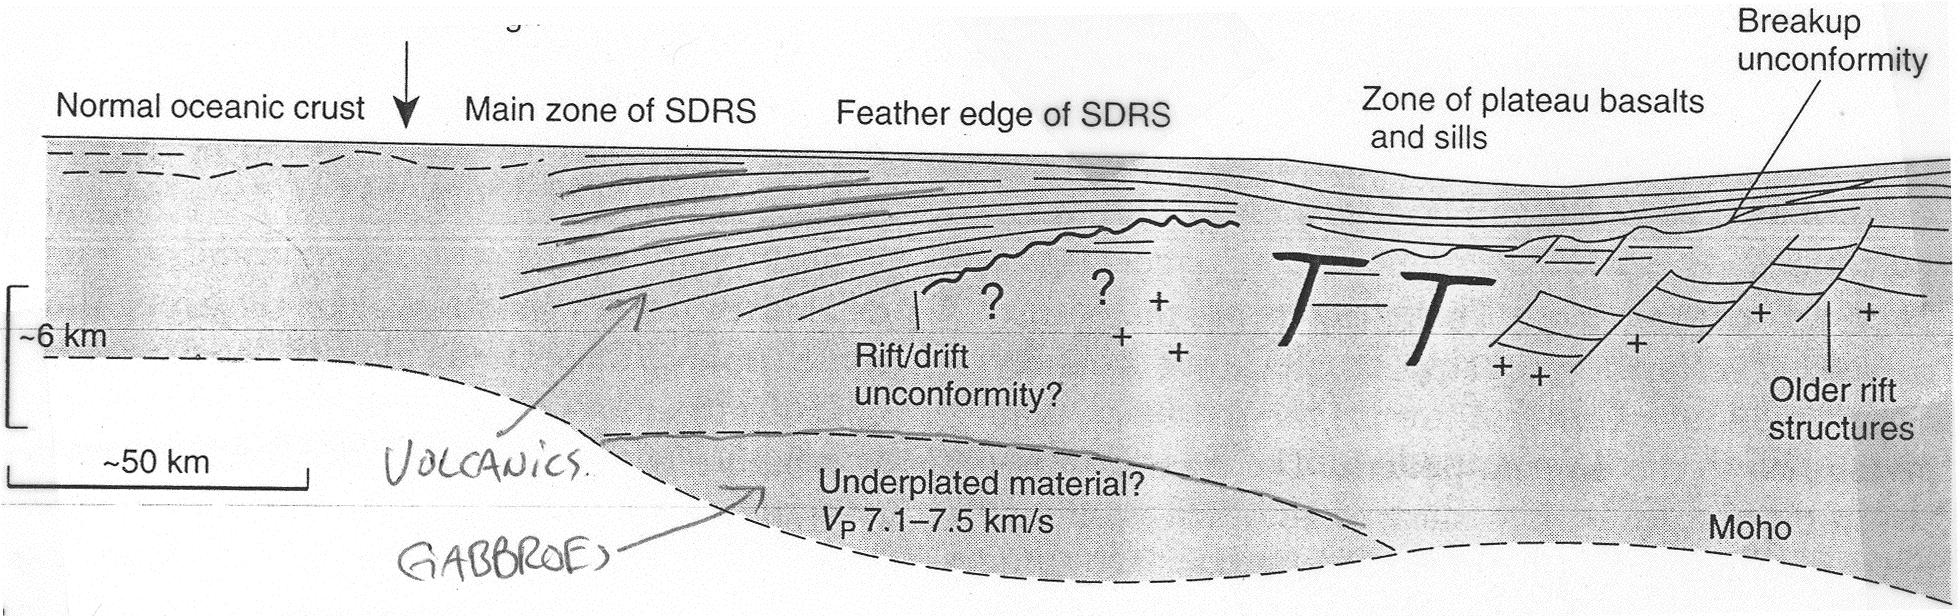 Breakup
unconformity
Normal oceanic crust
Main zone of SDRS
Feather edge of SDRS
Zone of plateau basalts
and sills
?
?
T T
~6 km
Rift/drift
unconformity?
Older rift
structures
~50 km
VOLCANICS.
Underplated material?
VP 7.1–7.5 km/s
GABBROES
Moho